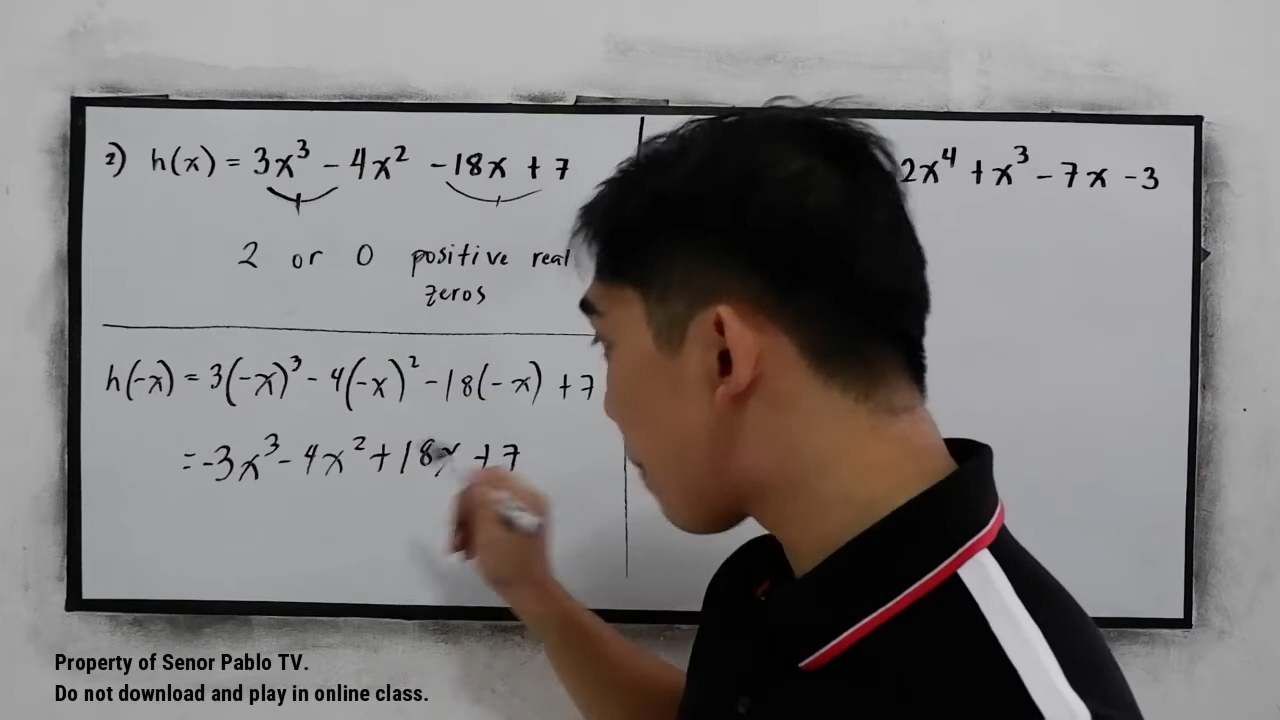 2) h(x) = 3x³ - 4x² - 18x + 7
2 or 0 positive real
zeros
h(-x) = 3(-x)³ - 4(-x)² - 18(-x) + 7
= -3x³ - 4x² + 18x + 7
2x⁴ + x³ - 7x - 3
Property of Senor Pablo TV.
Do not download and play in online class.